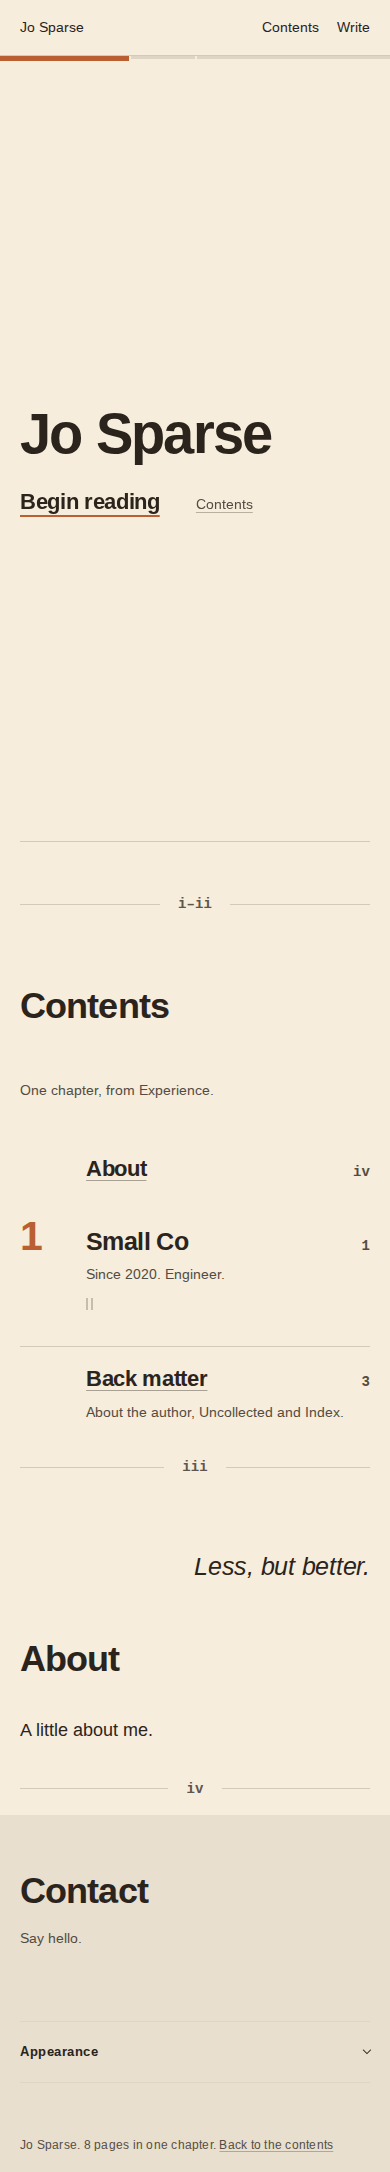 Jo Sparse Contents Write
Jo Sparse
Begin reading Contents
i–ii
Contents
One chapter, from Experience.
About iv
1 Small Co 1
Since 2020. Engineer.
Back matter 3
About the author, Uncollected and Index.
iii
Less, but better.
About
A little about me.
iv
Contact
Say hello.
Appearance
Jo Sparse. 8 pages in one chapter. Back to the contents